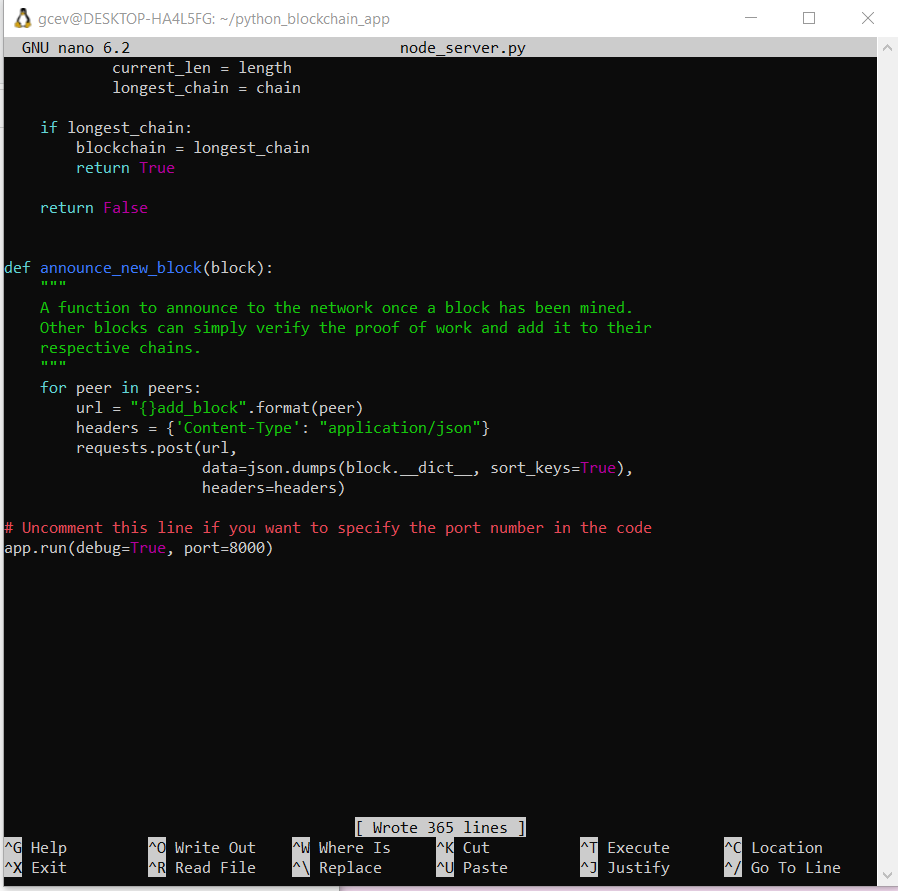 gcev@DESKTOP-HA4L5FG: ~/python_blockchain_app
GNU nano 6.2 node_server.py
            current_len = length
            longest_chain = chain

    if longest_chain:
        blockchain = longest_chain
        return True

    return False


def announce_new_block(block):
    """
    A function to announce to the network once a block has been mined.
    Other blocks can simply verify the proof of work and add it to their
    respective chains.
    """
    for peer in peers:
        url = "{}add_block".format(peer)
        headers = {'Content-Type': "application/json"}
        requests.post(url,
                      data=json.dumps(block.__dict__, sort_keys=True),
                      headers=headers)

# Uncomment this line if you want to specify the port number in the code
app.run(debug=True, port=8000)
[ Wrote 365 lines ]
^G Help ^O Write Out ^W Where Is ^K Cut ^T Execute ^C Location
^X Exit ^R Read File ^\ Replace ^U Paste ^J Justify ^/ Go To Line